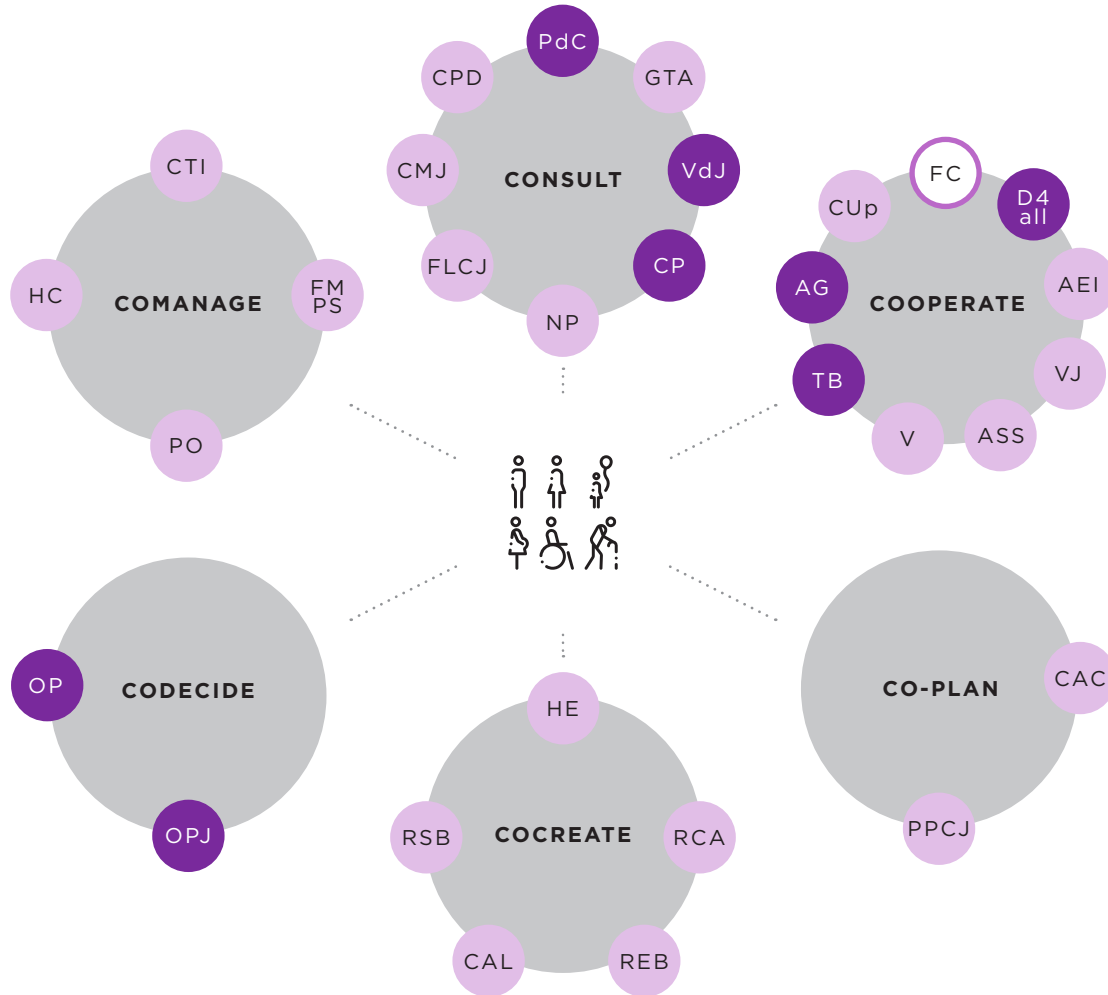 PdC
CPD
GTA
CMJ
CONSULT
VdJ
FLCJ
CP
NP
CTI
HC
COMANAGE
FM
PS
PO
FC
CUp
D4
all
AG
COOPERATE
AEI
TB
VJ
V
ASS
OP
CODECIDE
OPJ
HE
RSB
COCREATE
RCA
CAL
REB
CO-PLAN
CAC
PPCJ